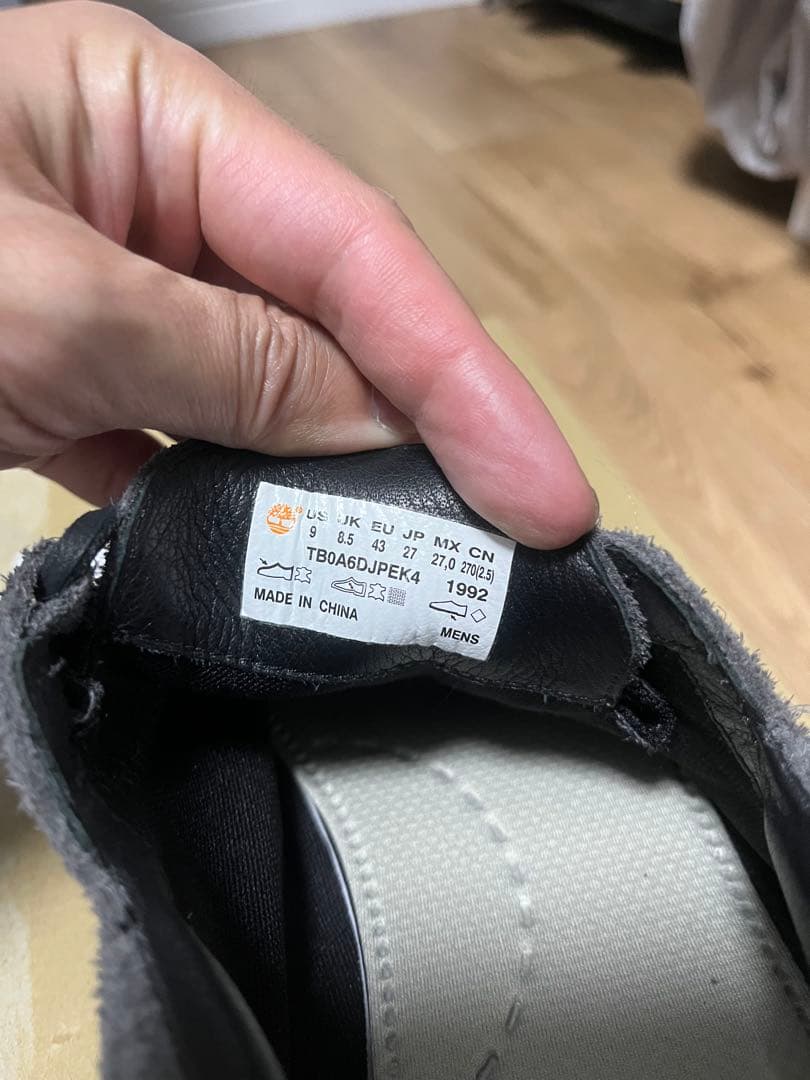 US UK EU JP MX CN
9 8.5 43 27 27,0 270(2.5)
TB0A6DJPEK4 1992
MADE IN CHINA
MENS